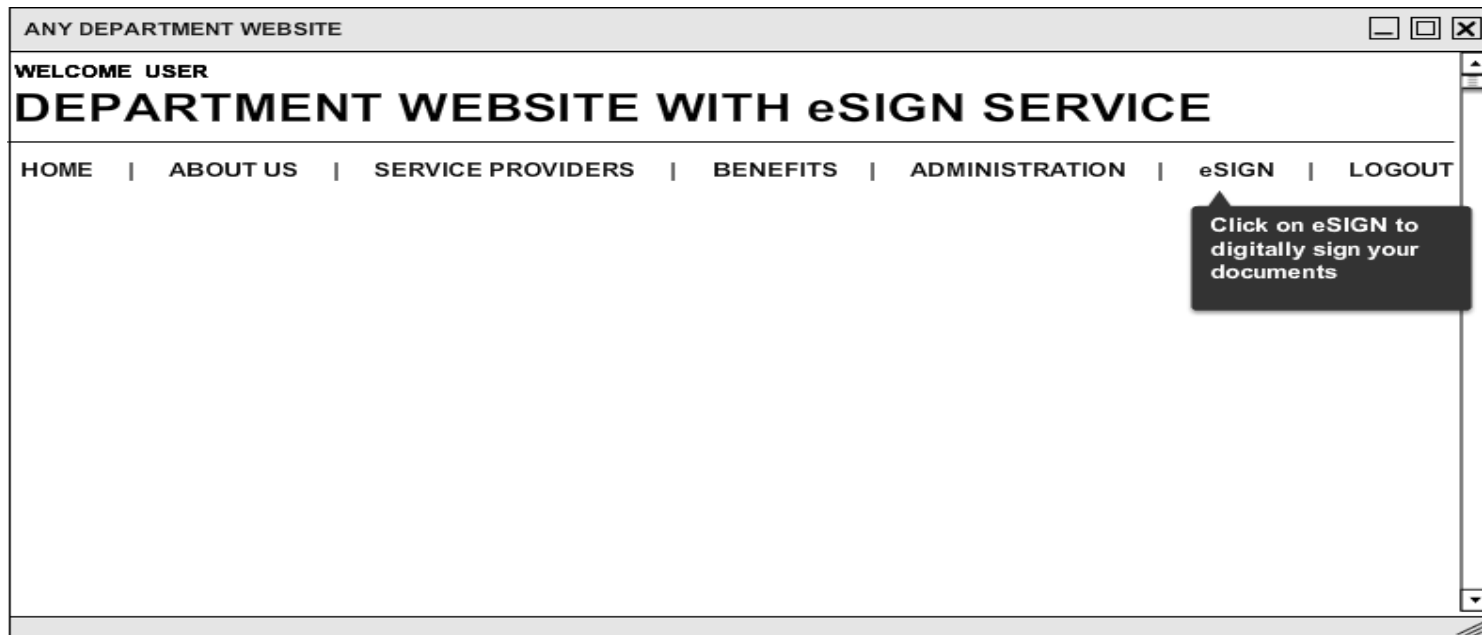 ANY DEPARTMENT WEBSITE
WELCOME USER
DEPARTMENT WEBSITE WITH eSIGN SERVICE
HOME | ABOUT US | SERVICE PROVIDERS | BENEFITS | ADMINISTRATION | eSIGN | LOGOUT
Click on eSIGN to
digitally sign your
documents